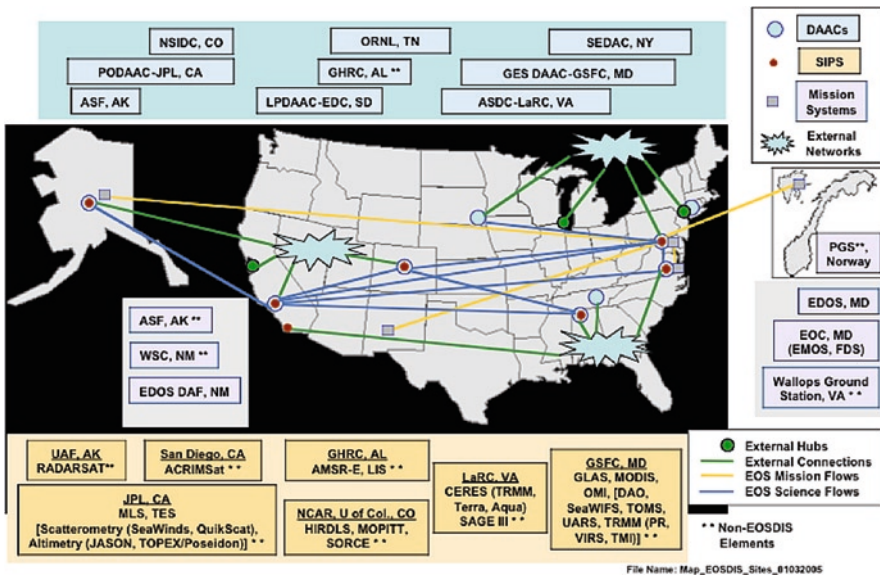 NSIDC, CO
ORNL, TN
SEDAC, NY
PODAAC-JPL, CA
GHRC, AL **
GES DAAC-GSFC, MD
ASF, AK
LPDAAC-EDC, SD
ASDC-LaRC, VA
DAACs
SIPS
Mission
Systems
External
Networks
PGS**,
Norway
ASF, AK **
WSC, NM **
EDOS DAF, NM
EDOS, MD
EOC, MD
(EMOS, FDS)
Wallops Ground
Station, VA * *
External Hubs
External Connections
EOS Mission Flows
EOS Science Flows
* * Non-EOSDIS
Elements
UAF, AK
RADARSAT**
San Diego, CA
ACRIMSat * *
GHRC, AL
AMSR-E, LIS * *
JPL, CA
MLS, TES
[Scatterometry (SeaWinds, QuikScat),
Altimetry (JASON, TOPEX/Poseidon)] * *
NCAR, U of Col., CO
HIRDLS, MOPITT,
SORCE * *
LaRC, VA
CERES (TRMM,
Terra, Aqua)
SAGE III * *
GSFC, MD
GLAS, MODIS,
OMI, [DAO,
SeaWIFS, TOMS,
UARS, TRMM (PR,
VIRS, TMI)] * *
File Name: Map_EOSDIS_Sites_01032005